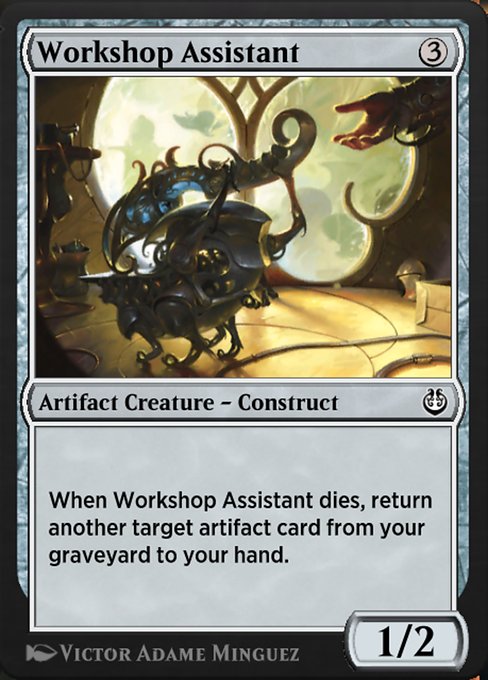 Workshop Assistant 3
Artifact Creature – Construct
When Workshop Assistant dies, return
another target artifact card from your
graveyard to your hand.
1/2
Victor Adame Minguez